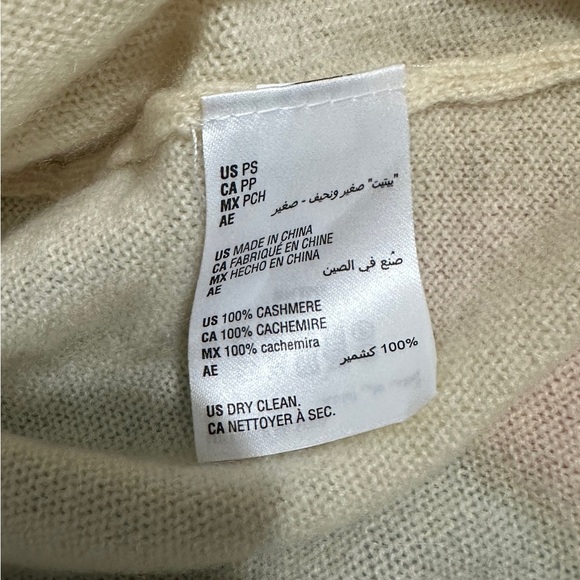 US PS
CA PP
MX PCH
AE "بيتيت" صغير ونحيف - صغير
US MADE IN CHINA
CA FABRIQUÉ EN CHINE
MX HECHO EN CHINA
AE صُنع في الصين
US 100% CASHMERE
CA 100% CACHEMIRE
MX 100% cachemira
AE 100% كشمير
US DRY CLEAN.
CA NETTOYER À SEC.